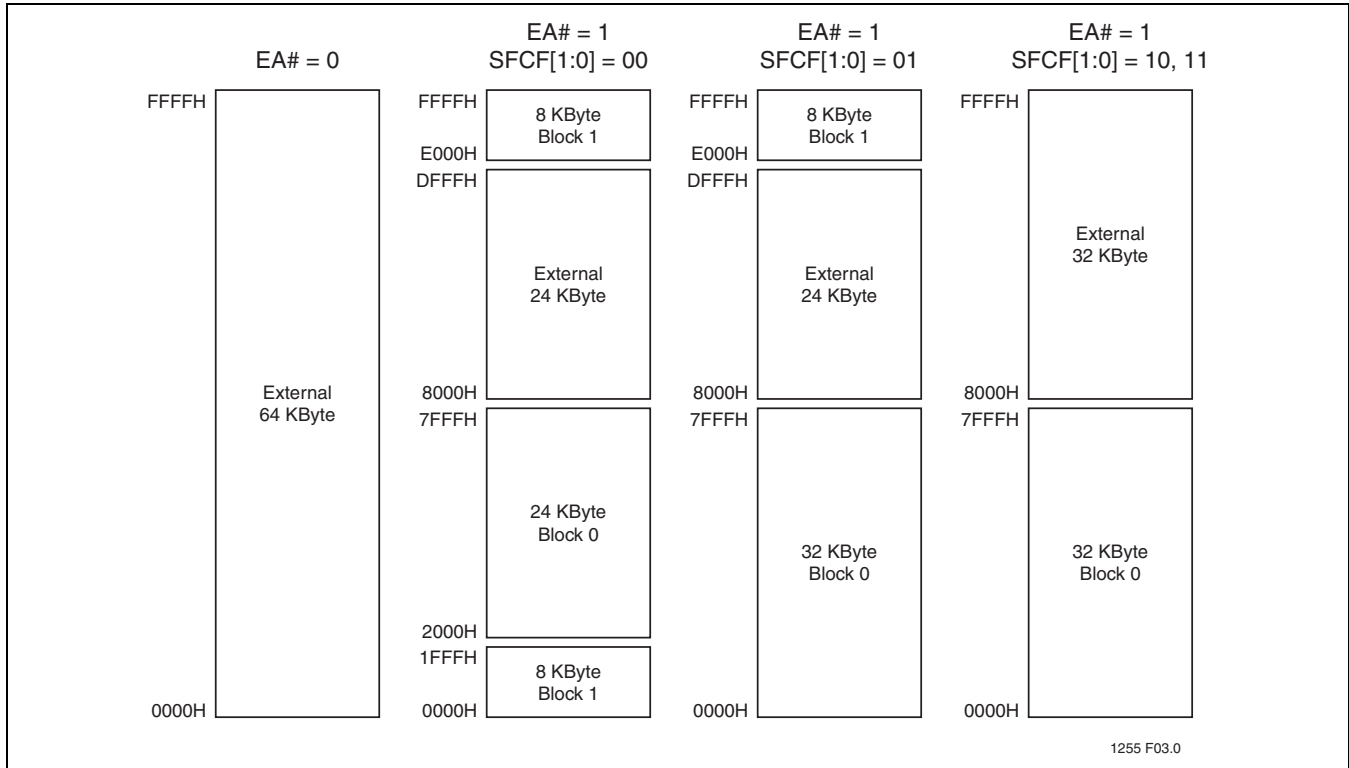 EA# = 0
FFFFH
External
64 KByte
0000H
EA# = 1
SFCF[1:0] = 00
FFFFH
8 KByte
Block 1
E000H
DFFFH
External
24 KByte
8000H
7FFFH
24 KByte
Block 0
2000H
1FFFH
8 KByte
Block 1
0000H
EA# = 1
SFCF[1:0] = 01
FFFFH
8 KByte
Block 1
E000H
DFFFH
External
24 KByte
8000H
7FFFH
32 KByte
Block 0
0000H
EA# = 1
SFCF[1:0] = 10, 11
FFFFH
External
32 KByte
8000H
7FFFH
32 KByte
Block 0
0000H
1255 F03.0